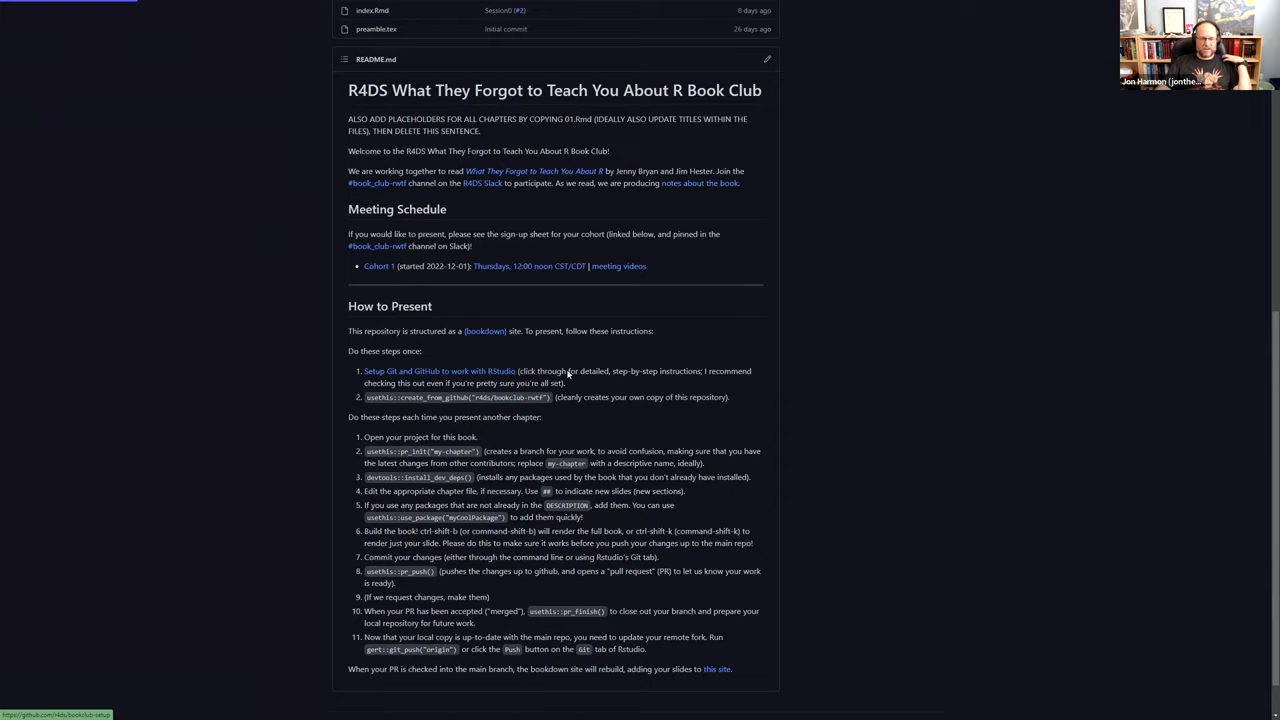 index.Rmd Session0 (#2) 8 days ago
preamble.tex Initial commit 26 days ago
README.md
R4DS What They Forgot to Teach You About R Book Club
ALSO ADD PLACEHOLDERS FOR ALL CHAPTERS BY COPYING 01.Rmd (IDEALLY ALSO UPDATE TITLES WITHIN THE
FILES), THEN DELETE THIS SENTENCE.
Welcome to the R4DS What They Forgot to Teach You About R Book Club!
We are working together to read What They Forgot to Teach You About R by Jenny Bryan and Jim Hester. Join the
#book_club-rwtf channel on the R4DS Slack to participate. As we read, we are producing notes about the book.
Meeting Schedule
If you would like to present, please see the sign-up sheet for your cohort (linked below, and pinned in the
#book_club-rwtf channel on Slack)!
• Cohort 1 (started 2022-12-01): Thursdays, 12:00 noon CST/CDT | meeting videos
How to Present
This repository is structured as a {bookdown} site. To present, follow these instructions:
Do these steps once:
1. Setup Git and GitHub to work with RStudio (click through for detailed, step-by-step instructions; I recommend
checking this out even if you're pretty sure you're all set).
2. usethis::create_from_github("r4ds/bookclub-rwtf") (cleanly creates your own copy of this repository).
Do these steps each time you present another chapter:
1. Open your project for this book.
2. usethis::pr_init("my-chapter") (creates a branch for your work, to avoid confusion, making sure that you have
the latest changes from other contributors; replace my-chapter with a descriptive name, ideally).
3. devtools::install_dev_deps() (installs any packages used by the book that you don't already have installed).
4. Edit the appropriate chapter file, if necessary. Use ## to indicate new slides (new sections).
5. If you use any packages that are not already in the DESCRIPTION, add them. You can use
usethis::use_package("myCoolPackage") to add them quickly!
6. Build the book! ctrl-shift-b (or command-shift-b) will render the full book, or ctrl-shift-k (command-shift-k) to
render just your slide. Please do this to make sure it works before you push your changes up to the main repo!
7. Commit your changes (either through the command line or using Rstudio's Git tab).
8. usethis::pr_push() (pushes the changes up to github, and opens a "pull request" (PR) to let us know your work
is ready).
9. (If we request changes, make them)
10. When your PR has been accepted ("merged"), usethis::pr_finish() to close out your branch and prepare your
local repository for future work.
11. Now that your local copy is up-to-date with the main repo, you need to update your remote fork. Run
gert::git_push("origin") or click the Push button on the Git tab of Rstudio.
When your PR is checked into the main branch, the bookdown site will rebuild, adding your slides to this site.
https://github.com/r4ds/bookclub-setup
Jon Harmon (jonthe...